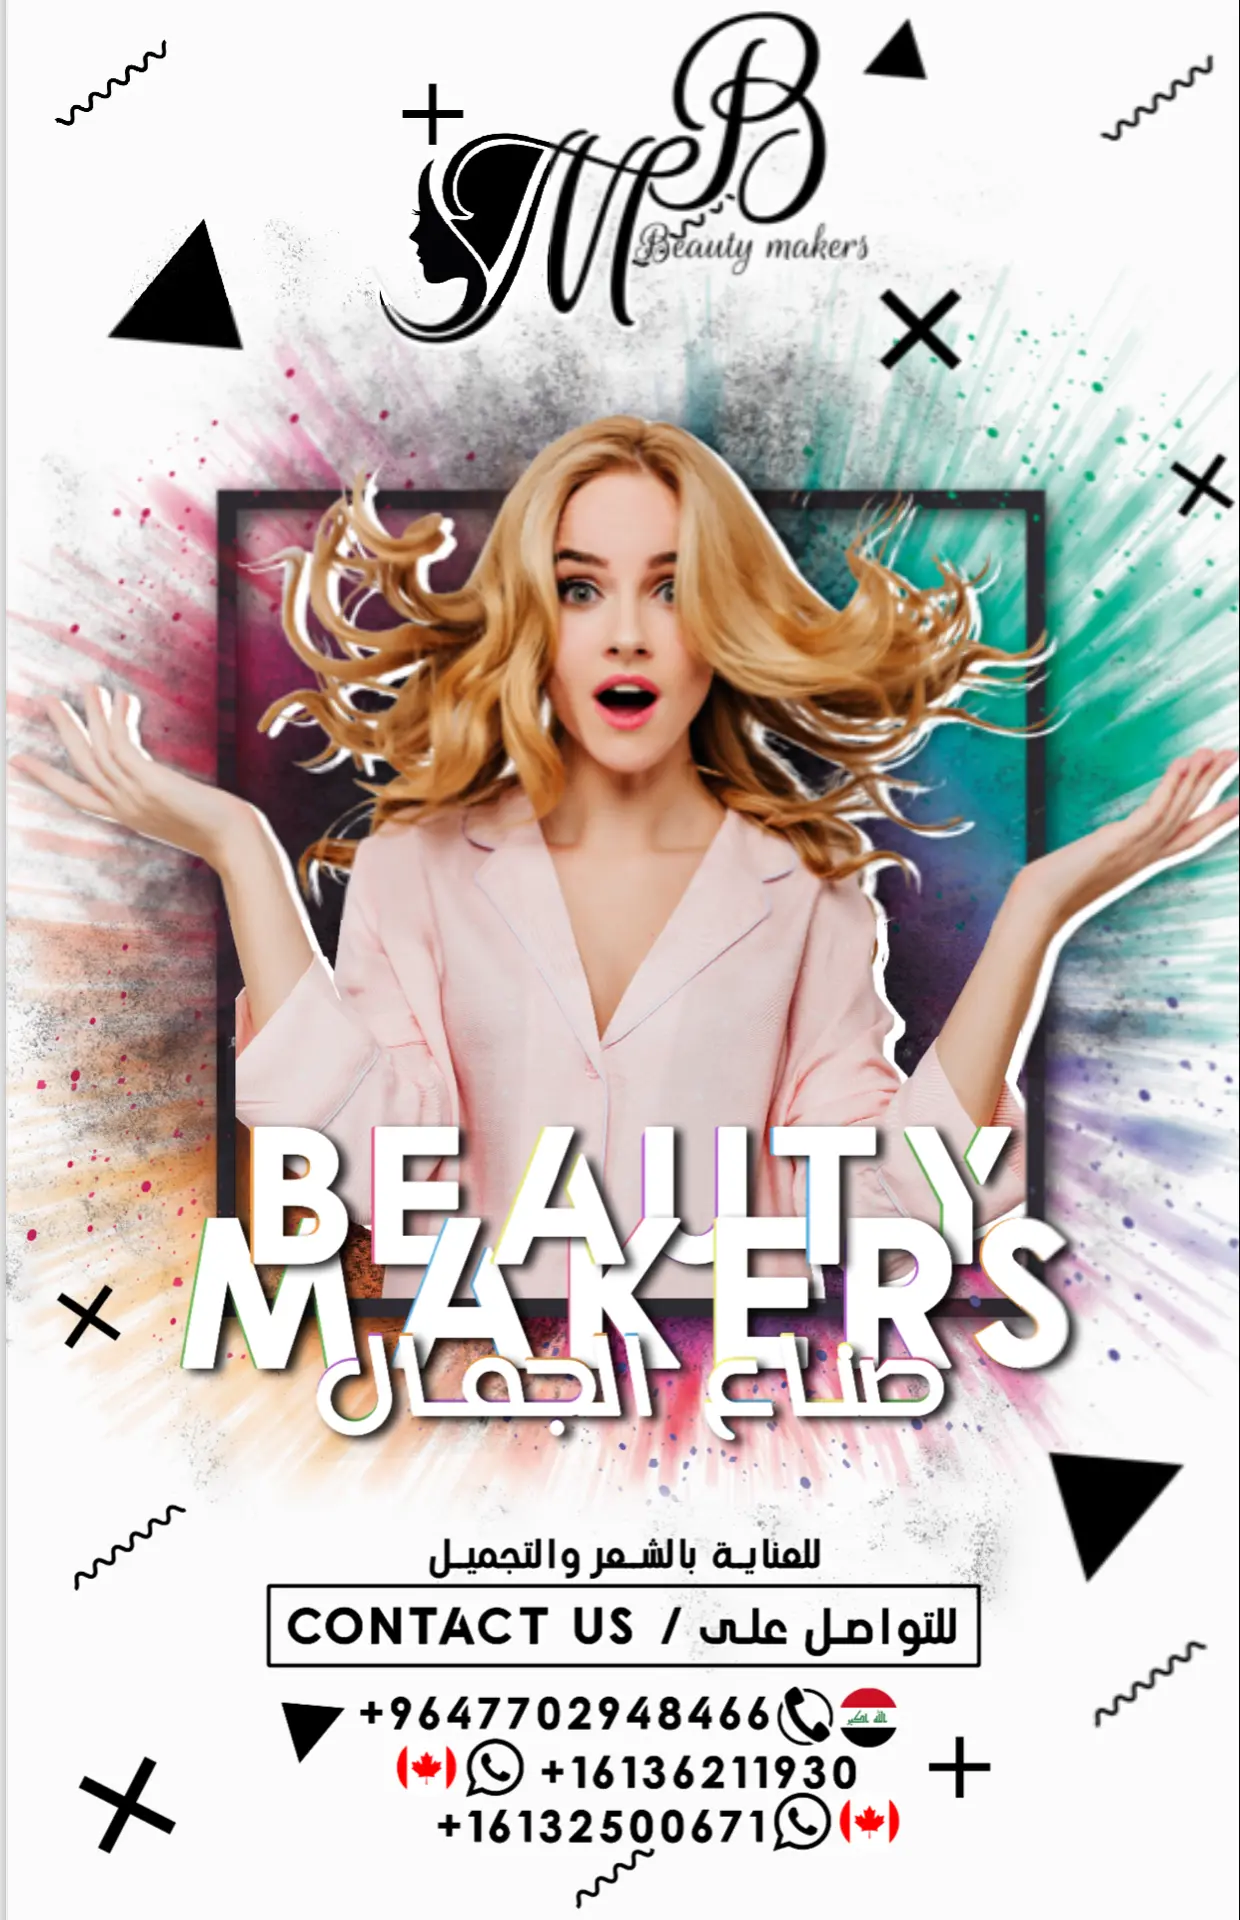 MB
Beauty makers
BEAUTY
MAKERS
صناع الجمال
للعناية بالشعر والتجميل
CONTACT US / للتواصل على
+9647702948466
+16136211930
+16132500671